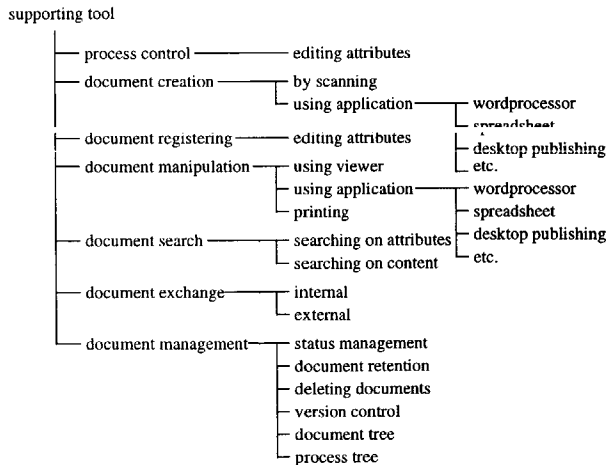 supporting tool
process control editing attributes
document creation by scanning
using application wordprocessor
spreadsheet
document registering editing attributes
desktop publishing
document manipulation using viewer etc.
using application wordprocessor
printing spreadsheet
desktop publishing
document search searching on attributes
etc.
searching on content
document exchange internal
external
document management status management
document retention
deleting documents
version control
document tree
process tree